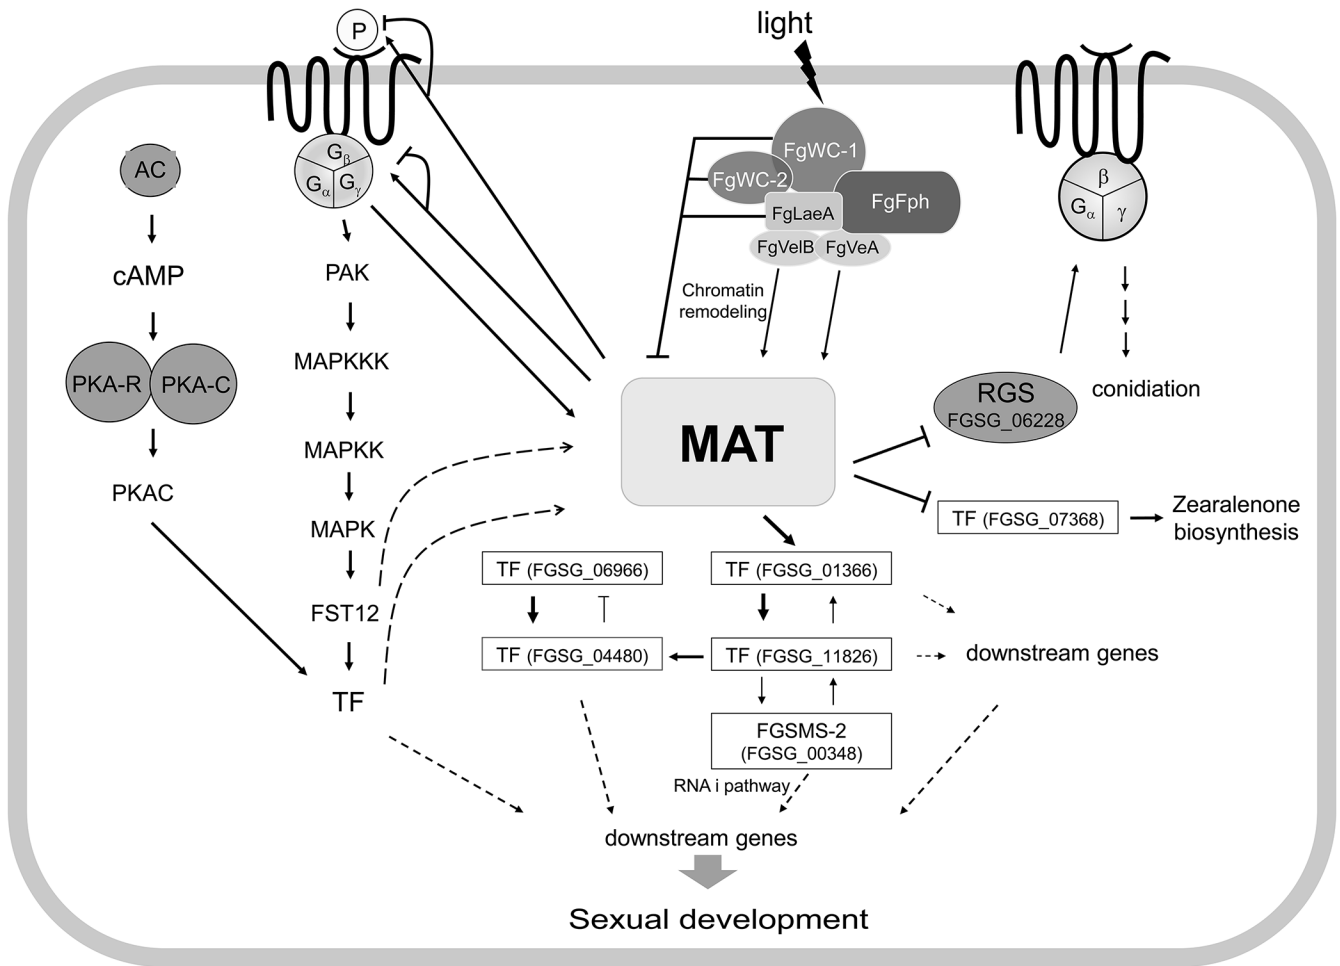 P
light
AC
Gβ
Gα
Gγ
FgWC-1
FgWC-2
FgFph
FgLaeA
FgVelB
FgVeA
β
Gα
γ
cAMP
PAK
Chromatin
remodeling
PKA-R
PKA-C
MAPKKK
RGS
FGSG_06228
conidiation
MAPKK
MAT
PKAC
MAPK
TF (FGSG_07368)
Zearalenone
biosynthesis
TF (FGSG_06966)
TF (FGSG_01366)
FST12
TF (FGSG_04480)
TF (FGSG_11826)
downstream genes
TF
FGSMS-2
(FGSG_00348)
RNA i pathway
downstream genes
Sexual development